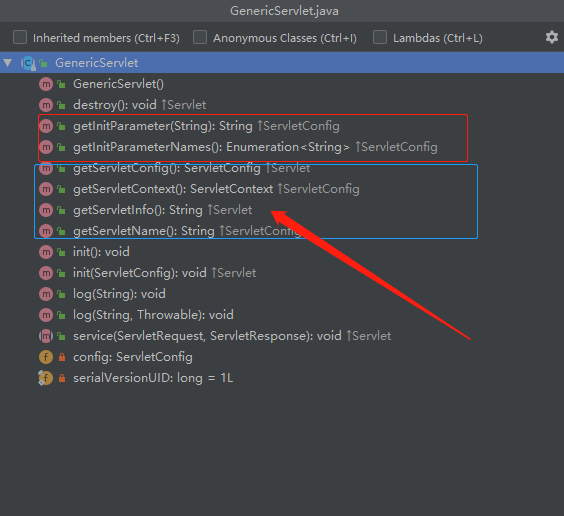 GenericServlet.java
Inherited members (Ctrl+F3) Anonymous Classes (Ctrl+I) Lambdas (Ctrl+L)
GenericServlet
GenericServlet()
destroy(): void ↑Servlet
getInitParameter(String): String ↑ServletConfig
getInitParameterNames(): Enumeration<String> ↑ServletConfig
getServletConfig(): ServletConfig ↑Servlet
getServletContext(): ServletContext ↑ServletConfig
getServletInfo(): String ↑Servlet
getServletName(): String ↑ServletConfig
init(): void
init(ServletConfig): void ↑Servlet
log(String): void
log(String, Throwable): void
service(ServletRequest, ServletResponse): void ↑Servlet
config: ServletConfig
serialVersionUID: long = 1L